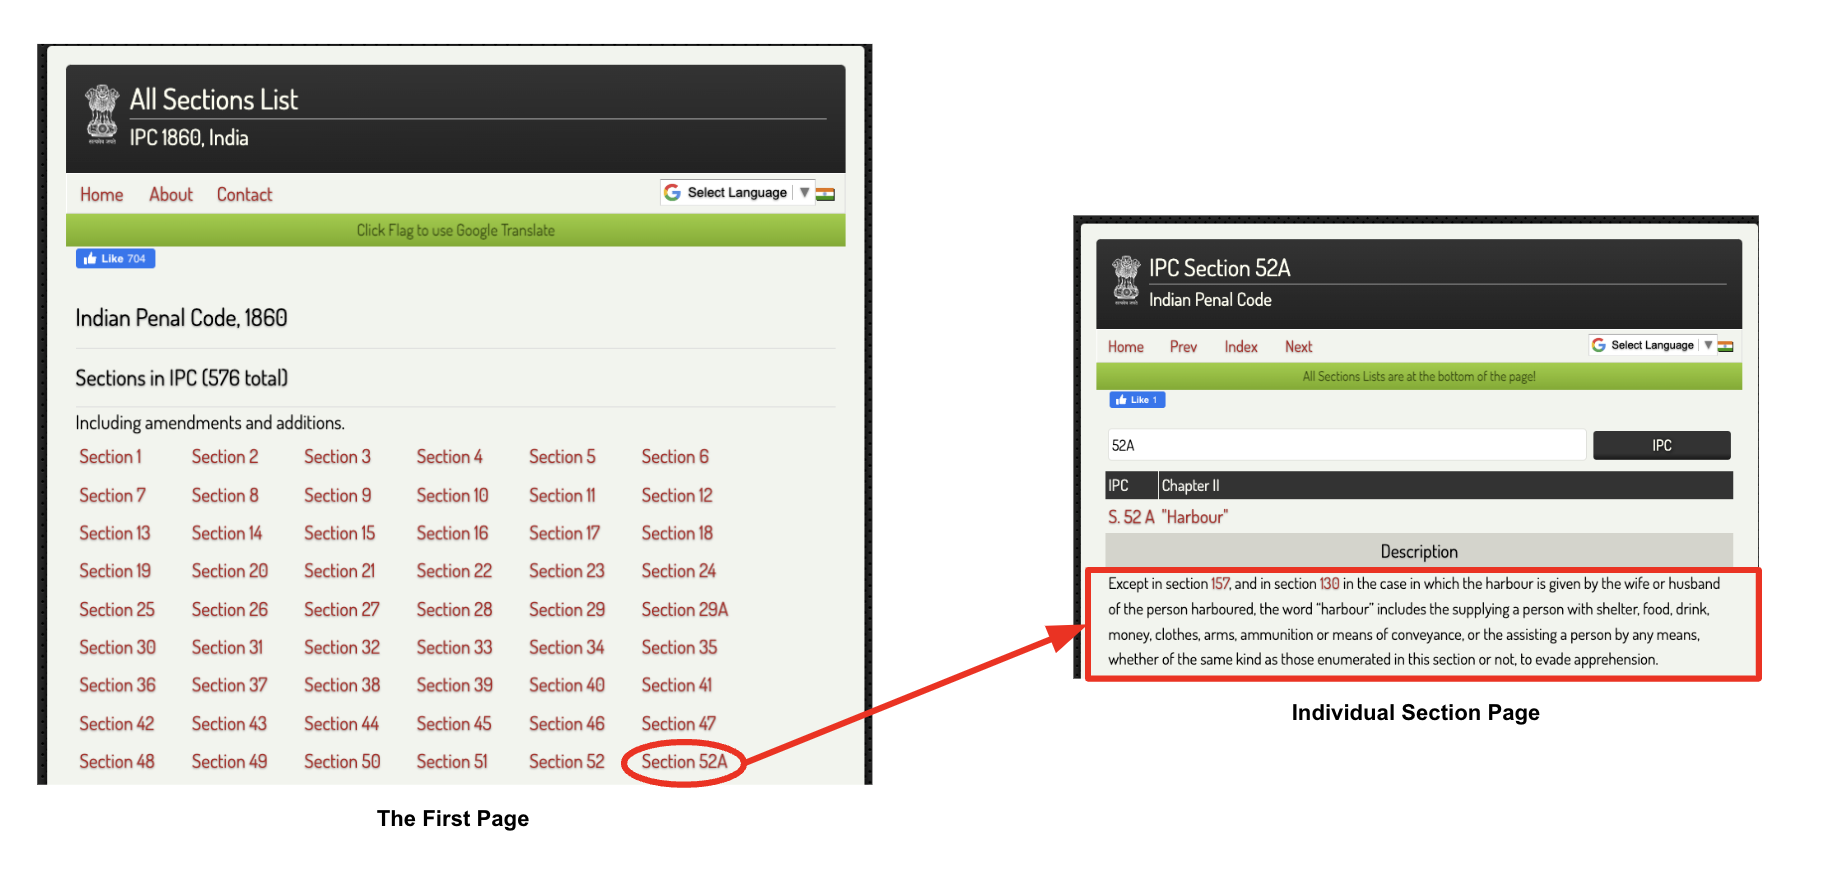 All Sections List
IPC 1860, India
Home About Contact
Select Language ▼
Click Flag to use Google Translate
Like 704
Indian Penal Code, 1860
Sections in IPC (576 total)
Including amendments and additions.
Section 1 Section 2 Section 3 Section 4 Section 5 Section 6
Section 7 Section 8 Section 9 Section 10 Section 11 Section 12
Section 13 Section 14 Section 15 Section 16 Section 17 Section 18
Section 19 Section 20 Section 21 Section 22 Section 23 Section 24
Section 25 Section 26 Section 27 Section 28 Section 29 Section 29A
Section 30 Section 31 Section 32 Section 33 Section 34 Section 35
Section 36 Section 37 Section 38 Section 39 Section 40 Section 41
Section 42 Section 43 Section 44 Section 45 Section 46 Section 47
Section 48 Section 49 Section 50 Section 51 Section 52 Section 52A
The First Page
IPC Section 52A
Indian Penal Code
Home Prev Index Next
Select Language ▼
All Sections Lists are at the bottom of the page!
Like 1
52A IPC
IPC Chapter II
S. 52 A "Harbour"
Description
Except in section 157, and in section 130 in the case in which the harbour is given by the wife or husband
of the person harboured, the word “harbour” includes the supplying a person with shelter, food, drink,
money, clothes, arms, ammunition or means of conveyance, or the assisting a person by any means,
whether of the same kind as those enumerated in this section or not, to evade apprehension.
Individual Section Page